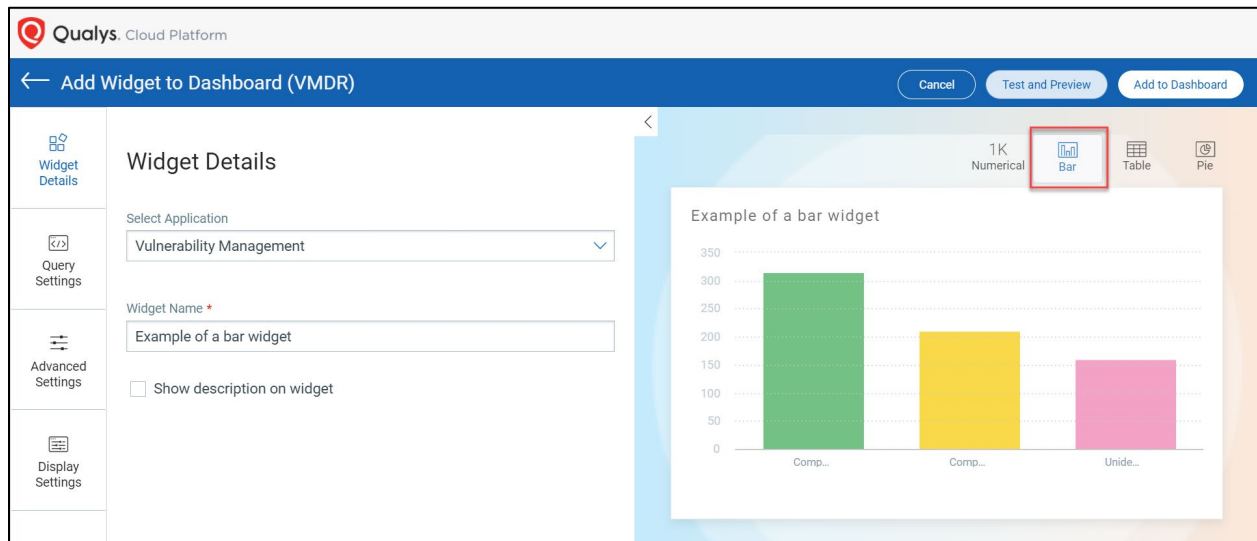 Qualys. Cloud Platform
Add Widget to Dashboard (VMDR)
Cancel
Test and Preview
Add to Dashboard
Widget
Details
Query
Settings
Advanced
Settings
Display
Settings
Widget Details
Select Application
Vulnerability Management
Widget Name *
Example of a bar widget
Show description on widget
1K
Numerical
Bar
Table
Pie
Example of a bar widget
350
300
250
200
150
100
50
0
Comp...
Comp...
Unide...